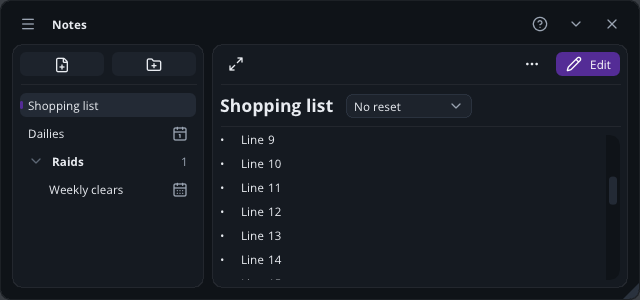 Notes
Edit
Shopping list
Dailies
Raids 1
Weekly clears
Shopping list No reset
• Line 9
• Line 10
• Line 11
• Line 12
• Line 13
• Line 14